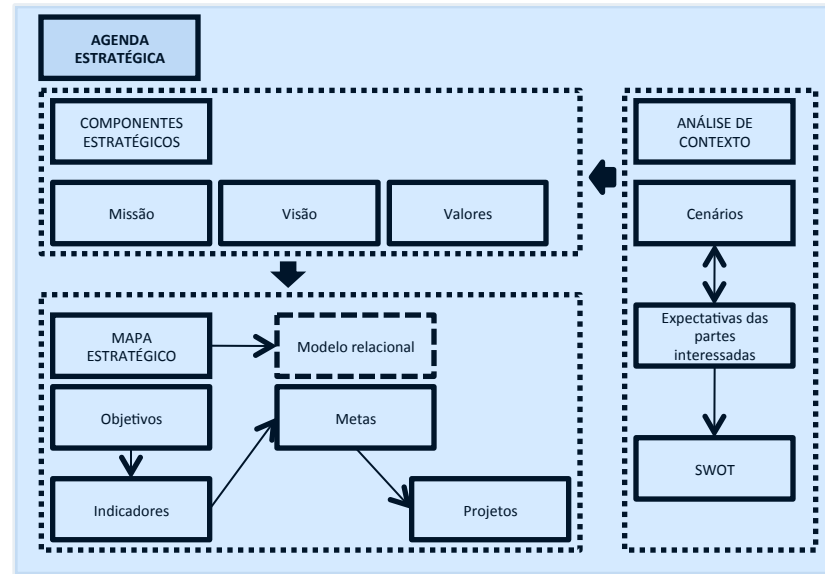 AGENDA
ESTRATÉGICA
COMPONENTES
ESTRATÉGICOS
Missão
Visão
Valores
MAPA
ESTRATÉGICO
Modelo relacional
Objetivos
Metas
Indicadores
Projetos
ANÁLISE DE
CONTEXTO
Cenários
Expectativas das
partes
interessadas
SWOT